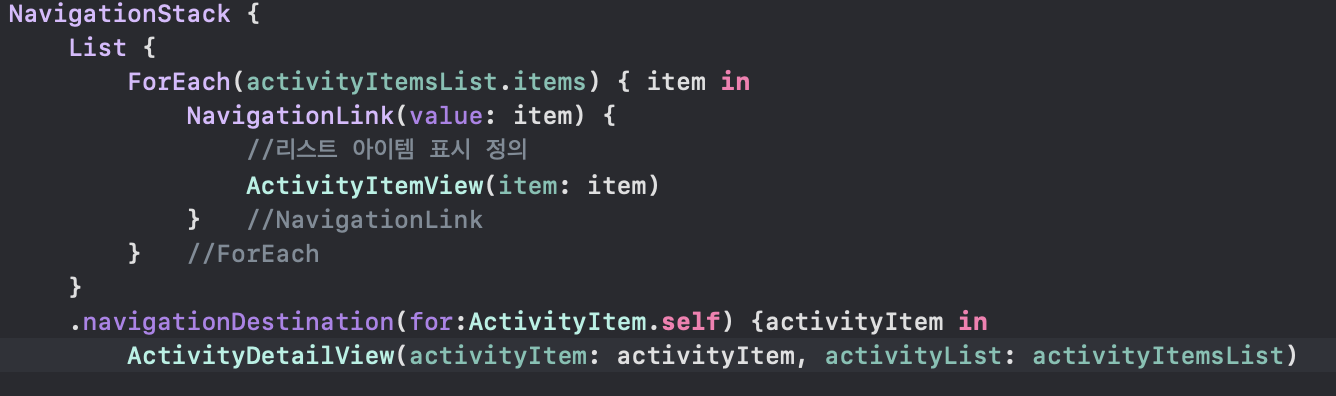 NavigationStack {
    List {
        ForEach(activityItemsList.items) { item in
            NavigationLink(value: item) {
                //리스트 아이템 표시 정의
                ActivityItemView(item: item)
            }   //NavigationLink
        }   //ForEach
    }
    .navigationDestination(for:ActivityItem.self) {activityItem in
        ActivityDetailView(activityItem: activityItem, activityList: activityItemsList)